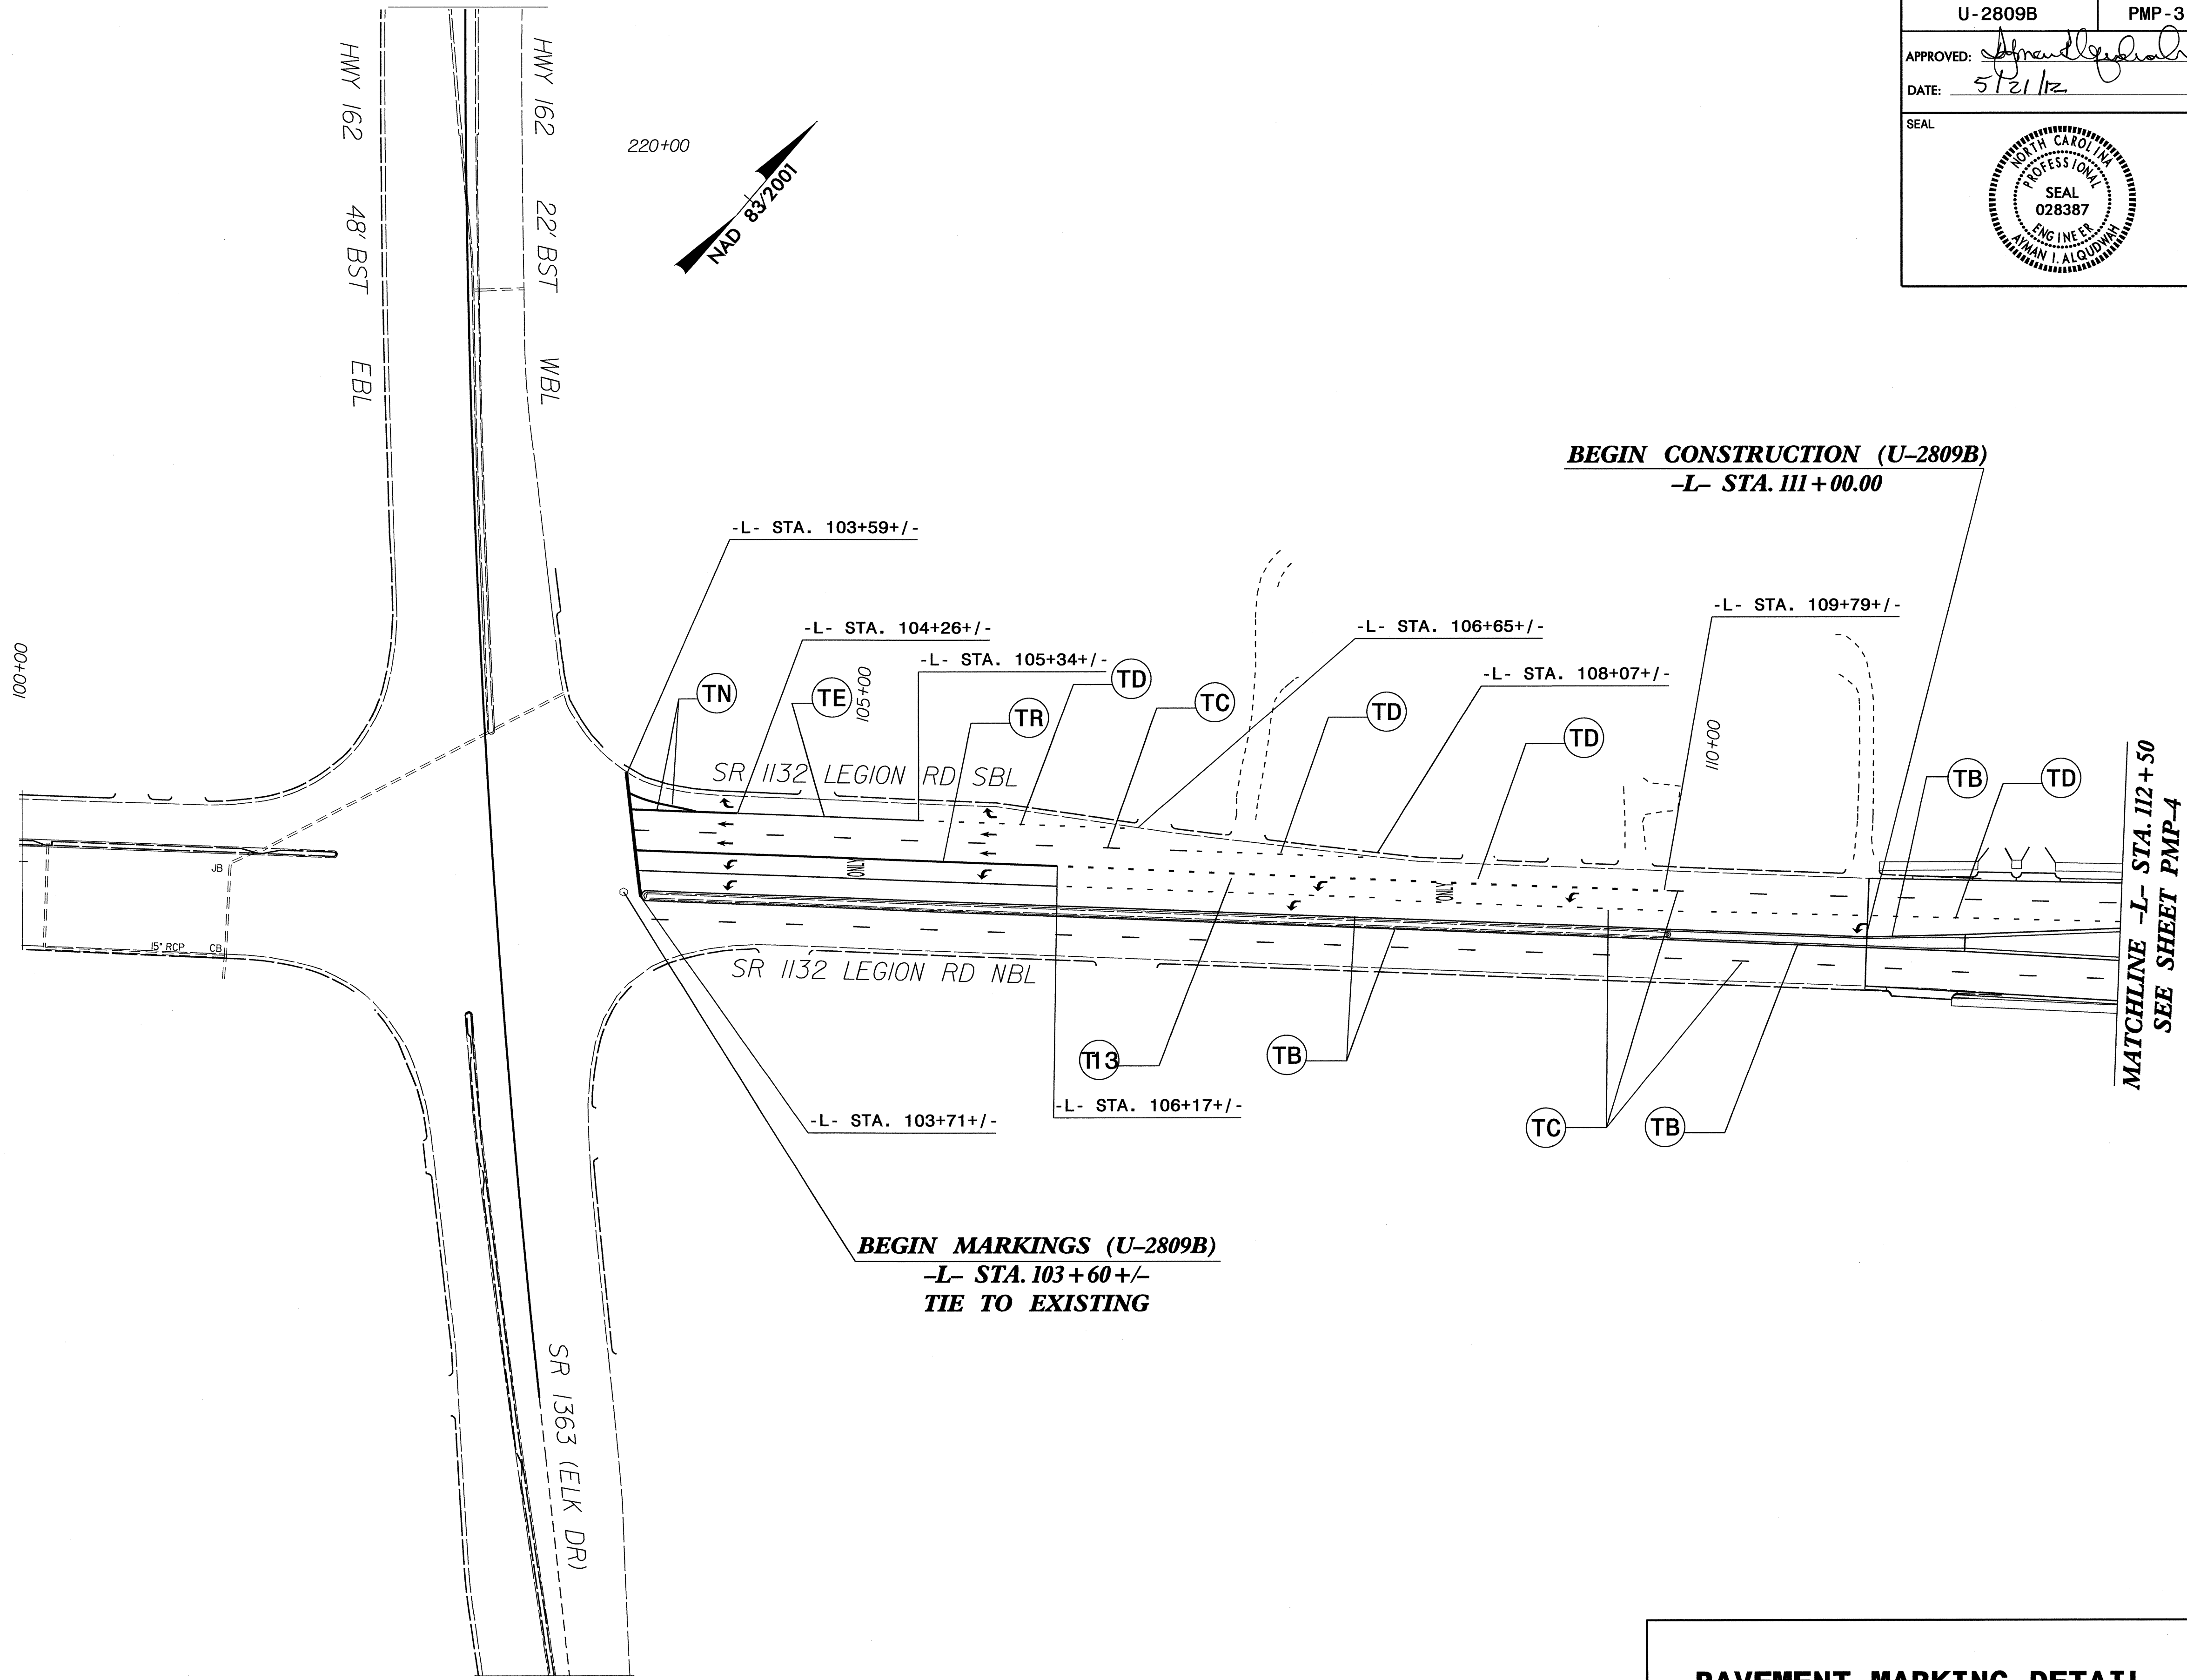 U-2809B PMP-3
APPROVED:
DATE: 5/21/12
SEAL
NORTH CAROLINA
PROFESSIONAL
SEAL
028387
ENGINEER
AYMAN I. ALQUDWAH
HWY 162 48' BST EBL
HWY 162 22' BST WBL
220+00
NAD 83/2001
BEGIN CONSTRUCTION (U-2809B)
-L- STA. 111+00.00
-L- STA. 103+59+/-
-L- STA. 104+26+/-
-L- STA. 105+34+/-
-L- STA. 106+65+/-
-L- STA. 108+07+/-
-L- STA. 109+79+/-
100+00
105+00
110+00
TN
TE
TR
TD
TC
TD
TD
TB
TD
SR 1132 LEGION RD SBL
ONLY
ONLY
JB
15" RCP
CB
SR 1132 LEGION RD NBL
T13
TB
TC
TB
-L- STA. 106+17+/-
-L- STA. 103+71+/-
MATCHLINE -L- STA. 112+50
SEE SHEET PMP-4
BEGIN MARKINGS (U-2809B)
-L- STA. 103+60+/-
TIE TO EXISTING
SR 1363 (ELK DR)
PAVEMENT MARKING DETAIL